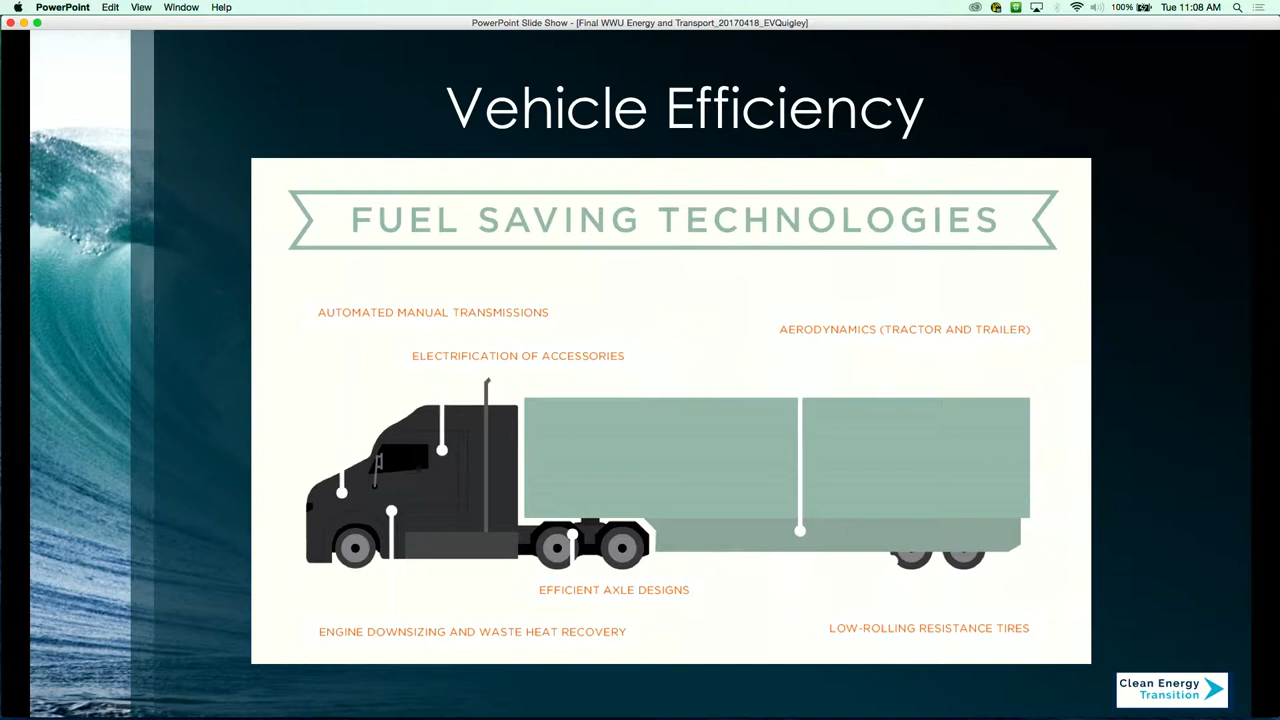 PowerPoint Edit View Window Help
100% Tue 11:08 AM
PowerPoint Slide Show - [Final WWU Energy and Transport_20170418_EVQuigley]
Vehicle Efficiency
FUEL SAVING TECHNOLOGIES
AUTOMATED MANUAL TRANSMISSIONS
AERODYNAMICS (TRACTOR AND TRAILER)
ELECTRIFICATION OF ACCESSORIES
EFFICIENT AXLE DESIGNS
ENGINE DOWNSIZING AND WASTE HEAT RECOVERY
LOW-ROLLING RESISTANCE TIRES
Clean Energy
Transition